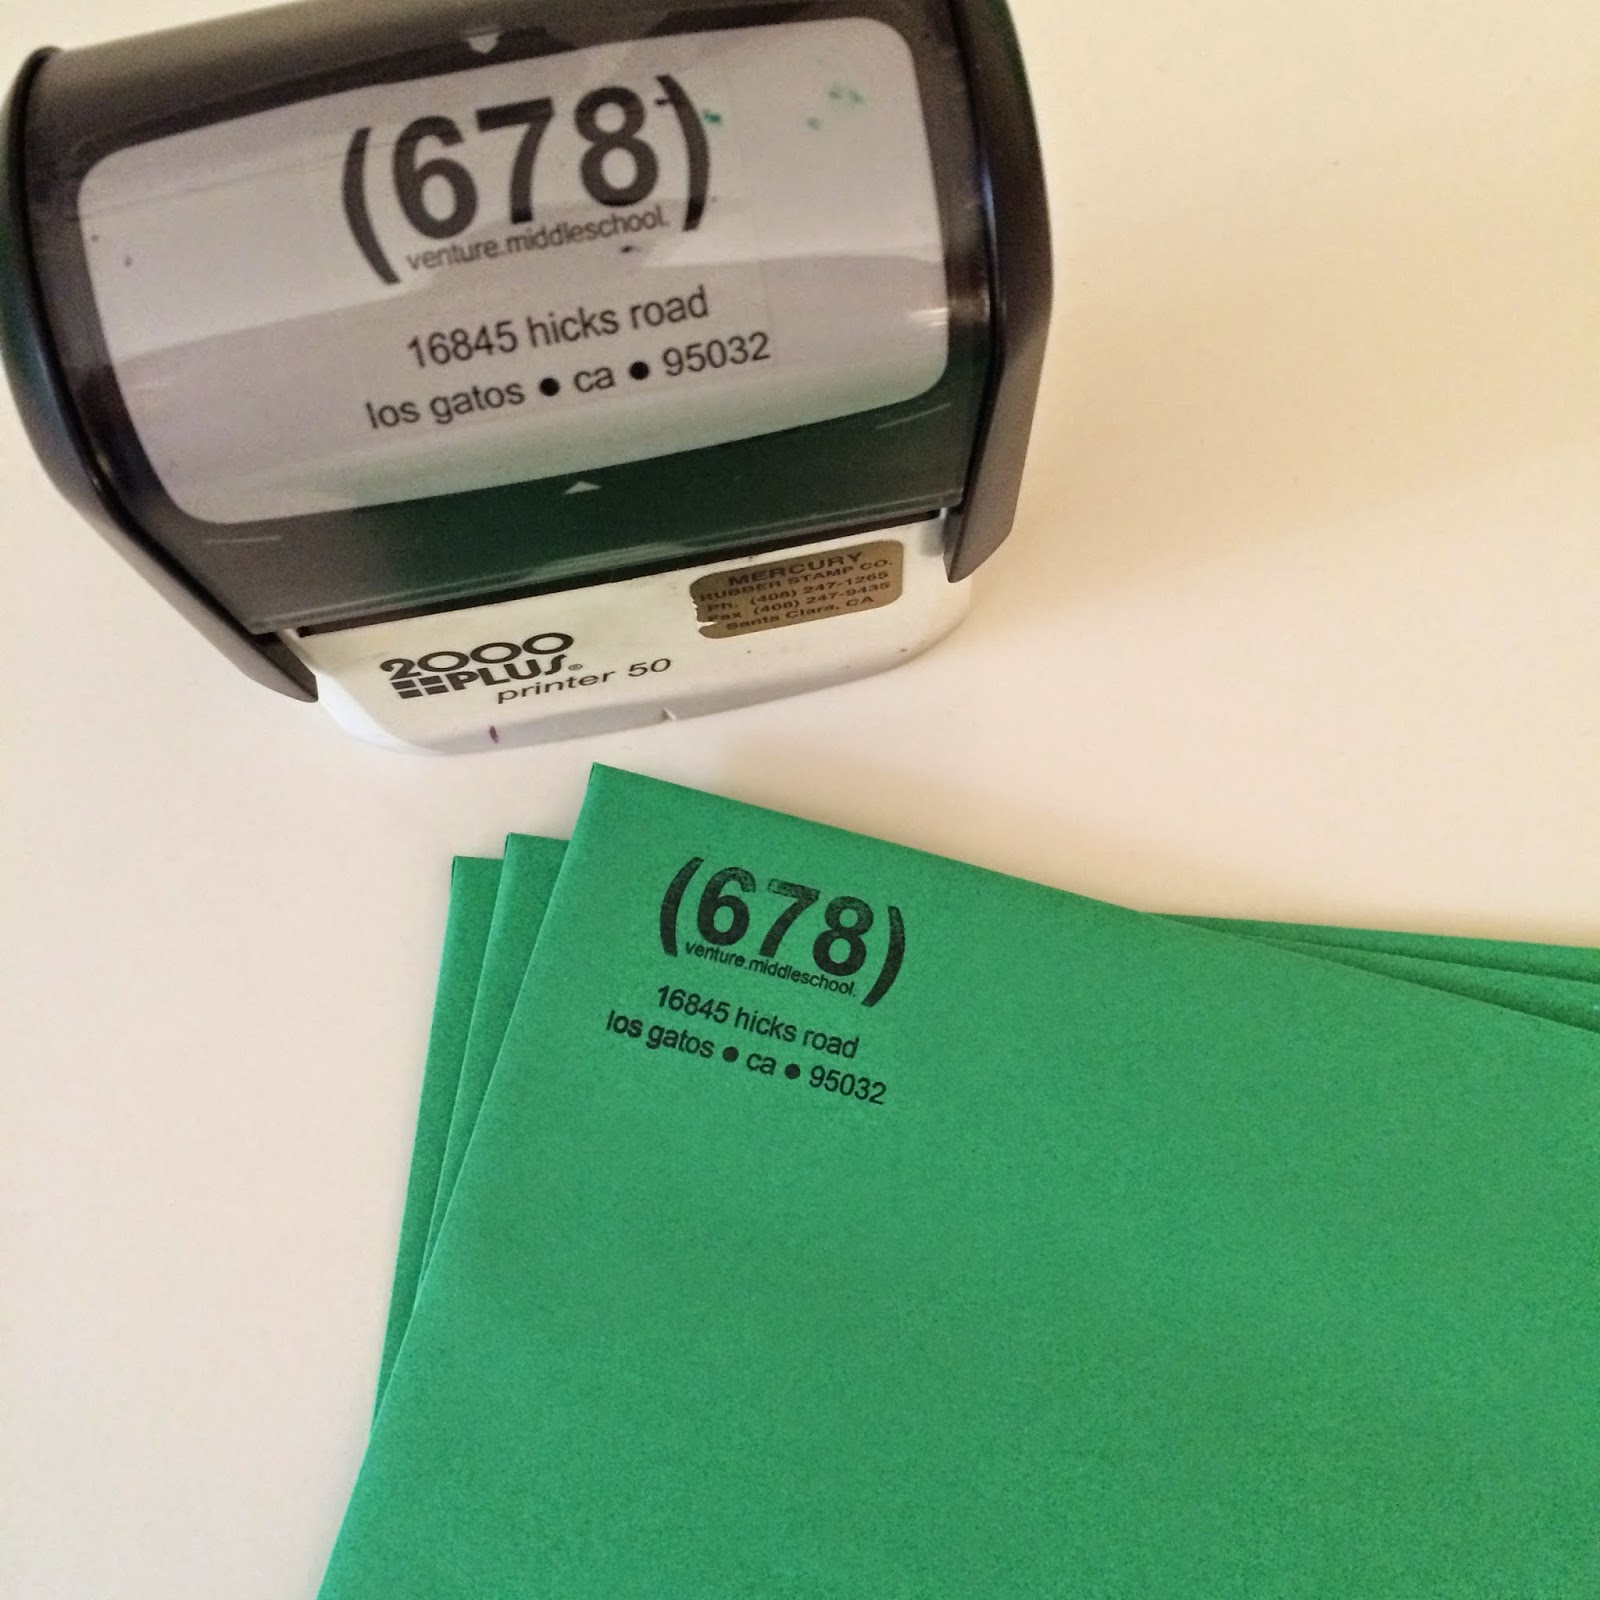 (678)
venture.middleschool.
16845 hicks road
los gatos • ca • 95032
MERCURY
RUBBER STAMP CO.
Ph. (408) 247-1265
Fax (408) 247-9435
Santa Clara, CA
2000
PLUS®
printer 50
(678)
venture.middleschool.
16845 hicks road
los gatos • ca • 95032